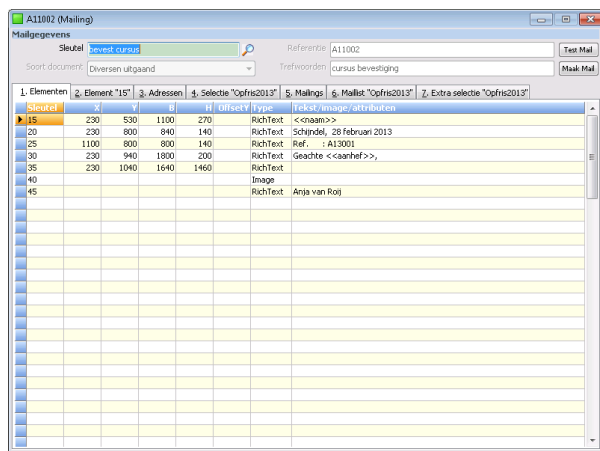 A11002 (Mailing)
Mailgegevens
Sleutel bevest cursus Referentie A11002 Test Mail
Soort document Diversen uitgaand Trefwoorden cursus bevestiging Maak Mail
1. Elementen 2. Element "15" 3. Adressen 4. Selectie "Opfris2013" 5. Mailings 6. Maillist "Opfris2013" 7. Extra selectie "Opfris2013"
Sleutel X Y B H OffsetY Type Tekst/image/attributen
15 230 530 1100 270 RichText <<naam>>
20 230 800 840 140 RichText Schijndel, 28 februari 2013
25 1100 800 800 140 RichText Ref. : A13001
30 230 940 1800 200 RichText Geachte <<aanhef>>,
35 230 1040 1640 1460 RichText
40 Image
45 RichText Anja van Roij